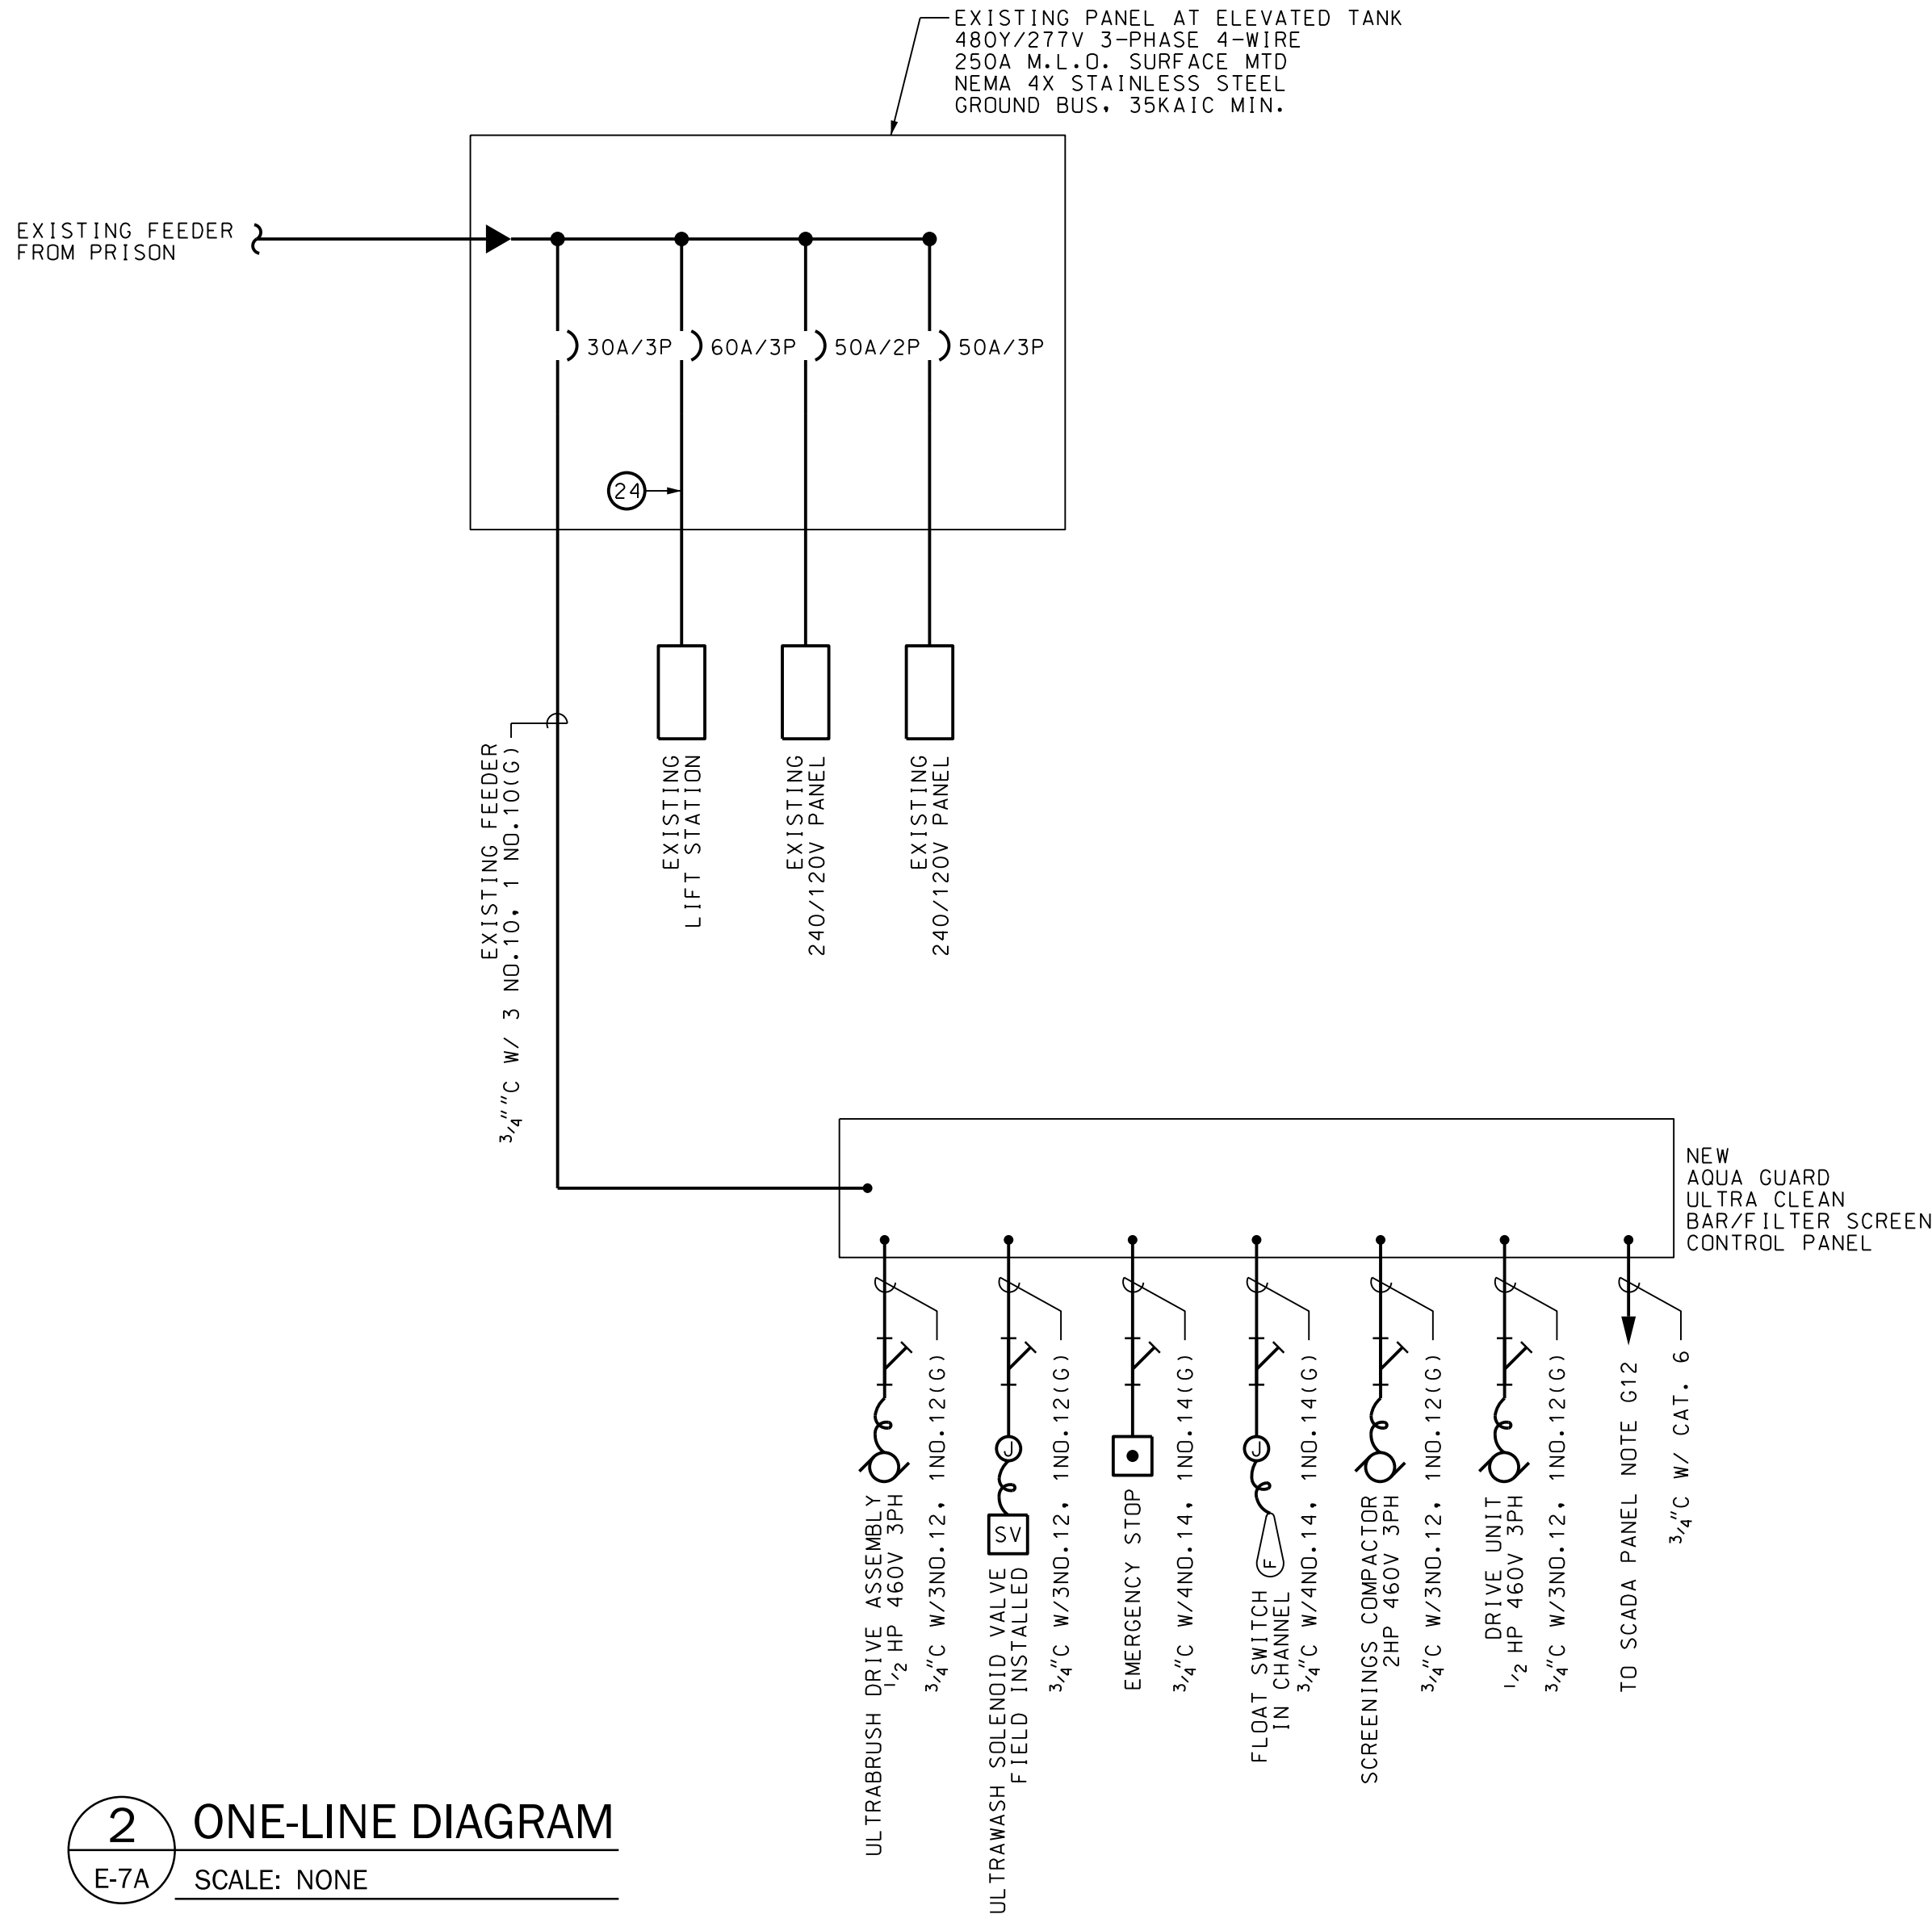 EXISTING PANEL AT ELEVATED TANK
480Y/277V 3-PHASE 4-WIRE
250A M.L.O. SURFACE MTD
NEMA 4X STAINLESS STEEL
GROUND BUS, 35KAIC MIN.
EXISTING FEEDER
FROM PRISON
30A/3P
60A/3P
50A/2P
50A/3P
24
EXISTING FEEDER
3/4""C W/ 3 NO.10, 1 NO.10(G)
EXISTING
LIFT STATION
EXISTING
240/120V PANEL
EXISTING
240/120V PANEL
NEW
AQUA GUARD
ULTRA CLEAN
BAR/FILTER SCREEN
CONTROL PANEL
ULTRABRUSH DRIVE ASSEMBLY
1/2 HP 460V 3PH
3/4"C W/3NO.12, 1NO.12(G)
J
SV
ULTRAWASH SOLENOID VALVE
FIELD INSTALLED
3/4"C W/3NO.12, 1NO.12(G)
EMERGENCY STOP
3/4"C W/4NO.14, 1NO.14(G)
J
F
FLOAT SWITCH
IN CHANNEL
3/4"C W/4NO.14, 1NO.14(G)
SCREENINGS COMPACTOR
2HP 460V 3PH
3/4"C W/3NO.12, 1NO.12(G)
DRIVE UNIT
1/2 HP 460V 3PH
3/4"C W/3NO.12, 1NO.12(G)
TO SCADA PANEL NOTE G12
3/4"C W/ CAT. 6
2
E-7A
ONE-LINE DIAGRAM
SCALE: NONE